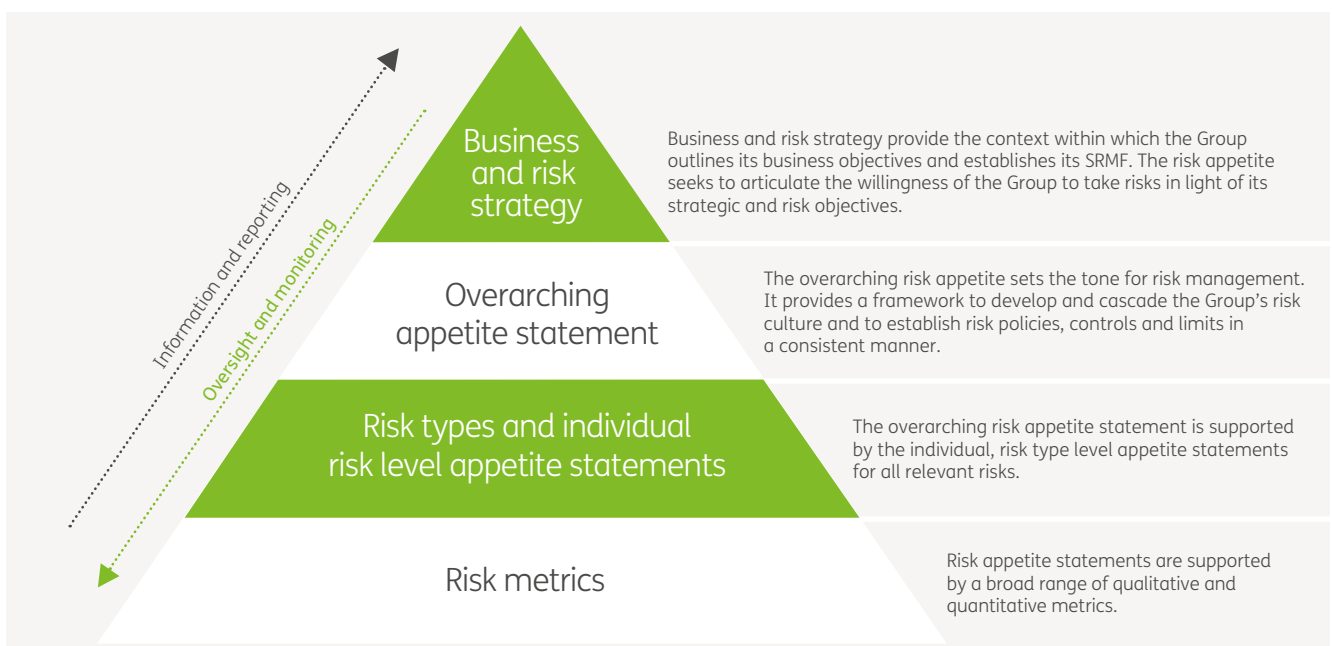 Information and reporting
Oversight and monitoring
Business
and risk
strategy
Business and risk strategy provide the context within which the Group
outlines its business objectives and establishes its SRMF. The risk appetite
seeks to articulate the willingness of the Group to take risks in light of its
strategic and risk objectives.
Overarching
appetite statement
The overarching risk appetite sets the tone for risk management.
It provides a framework to develop and cascade the Group’s risk
culture and to establish risk policies, controls and limits in
a consistent manner.
Risk types and individual
risk level appetite statements
The overarching risk appetite statement is supported
by the individual, risk type level appetite statements
for all relevant risks.
Risk metrics
Risk appetite statements are supported
by a broad range of qualitative and
quantitative metrics.